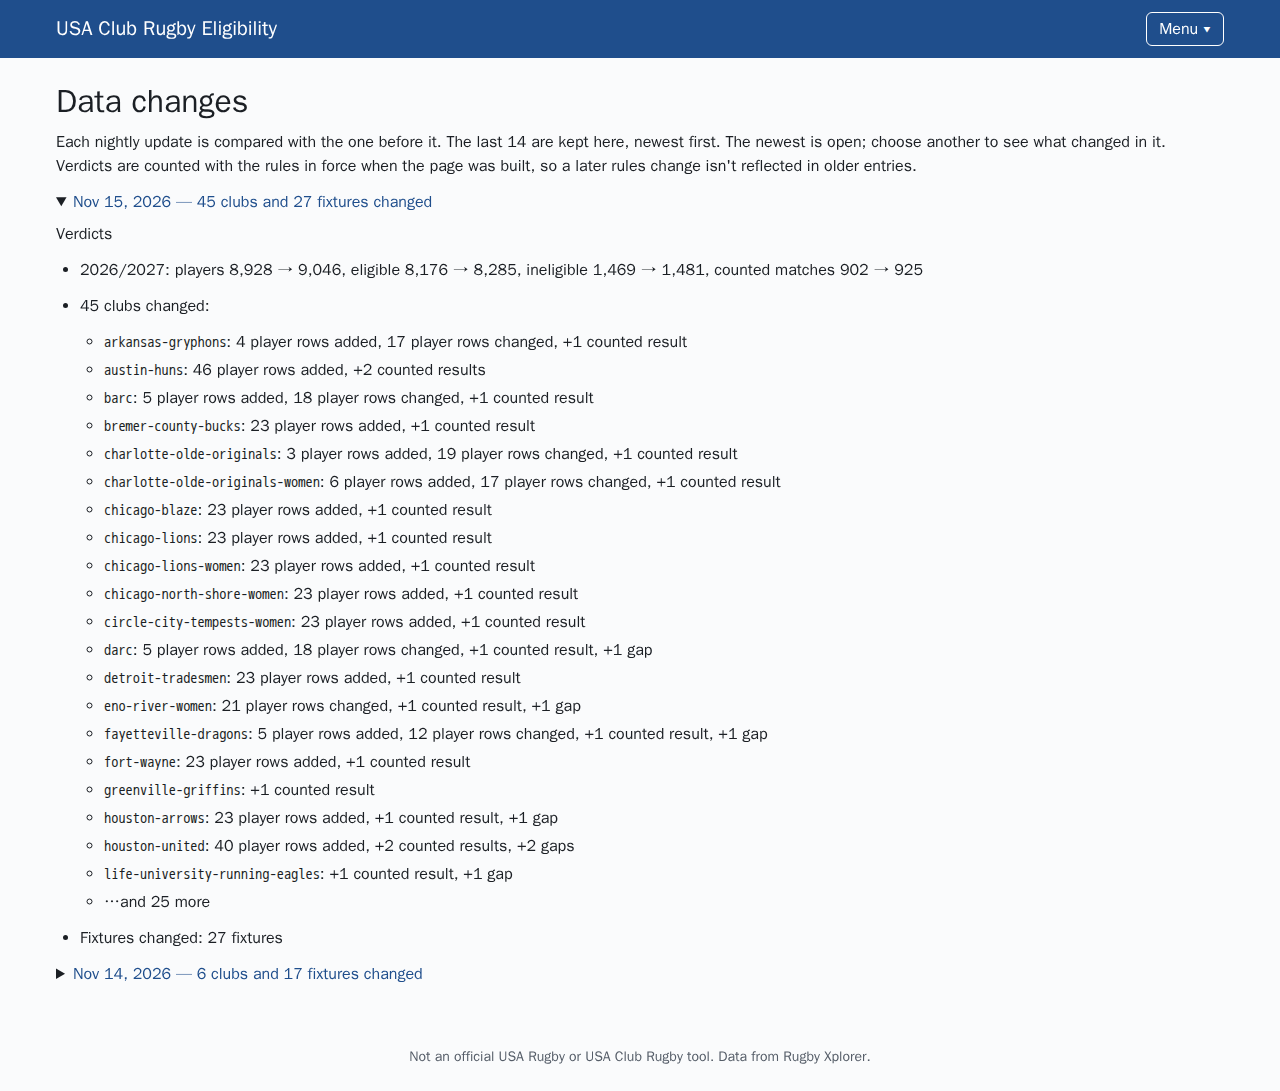 USA Club Rugby Eligibility
Menu ▾
Data changes
Each nightly update is compared with the one before it. The last 14 are kept here, newest first. The newest is open; choose another to see what changed in it.
Verdicts are counted with the rules in force when the page was built, so a later rules change isn't reflected in older entries.
▼ Nov 15, 2026 — 45 clubs and 27 fixtures changed
Verdicts
• 2026/2027: players 8,928 → 9,046, eligible 8,176 → 8,285, ineligible 1,469 → 1,481, counted matches 902 → 925
• 45 clubs changed:
◦ arkansas-gryphons: 4 player rows added, 17 player rows changed, +1 counted result
◦ austin-huns: 46 player rows added, +2 counted results
◦ barc: 5 player rows added, 18 player rows changed, +1 counted result
◦ bremer-county-bucks: 23 player rows added, +1 counted result
◦ charlotte-olde-originals: 3 player rows added, 19 player rows changed, +1 counted result
◦ charlotte-olde-originals-women: 6 player rows added, 17 player rows changed, +1 counted result
◦ chicago-blaze: 23 player rows added, +1 counted result
◦ chicago-lions: 23 player rows added, +1 counted result
◦ chicago-lions-women: 23 player rows added, +1 counted result
◦ chicago-north-shore-women: 23 player rows added, +1 counted result
◦ circle-city-tempests-women: 23 player rows added, +1 counted result
◦ darc: 5 player rows added, 18 player rows changed, +1 counted result, +1 gap
◦ detroit-tradesmen: 23 player rows added, +1 counted result
◦ eno-river-women: 21 player rows changed, +1 counted result, +1 gap
◦ fayetteville-dragons: 5 player rows added, 12 player rows changed, +1 counted result, +1 gap
◦ fort-wayne: 23 player rows added, +1 counted result
◦ greenville-griffins: +1 counted result
◦ houston-arrows: 23 player rows added, +1 counted result, +1 gap
◦ houston-united: 40 player rows added, +2 counted results, +2 gaps
◦ life-university-running-eagles: +1 counted result, +1 gap
◦ …and 25 more
• Fixtures changed: 27 fixtures
▶ Nov 14, 2026 — 6 clubs and 17 fixtures changed
Not an official USA Rugby or USA Club Rugby tool. Data from Rugby Xplorer.